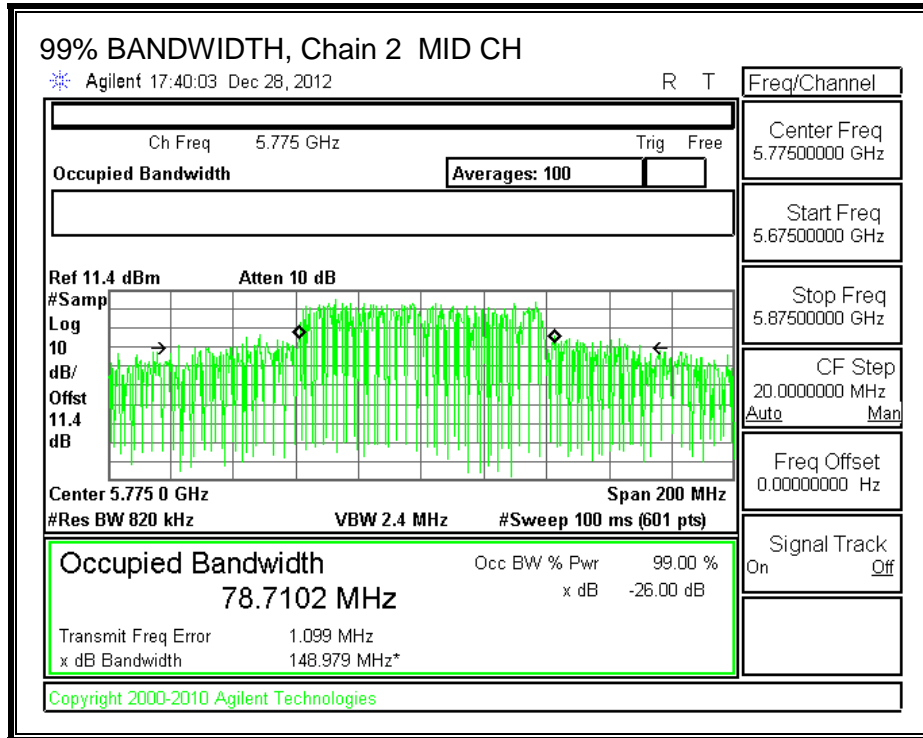 99% BANDWIDTH, Chain 2 MID CH
Agilent 17:40:03 Dec 28, 2012 R T
Freq/Channel
Ch Freq 5.775 GHz Trig Free
Occupied Bandwidth Averages: 100
Center Freq
5.77500000 GHz
Start Freq
5.67500000 GHz
Stop Freq
5.87500000 GHz
CF Step
20.0000000 MHz
Auto Man
Freq Offset
0.00000000 Hz
Signal Track
On Off
Ref 11.4 dBm Atten 10 dB
#Samp
Log
10
dB/
Offst
11.4
dB
Center 5.775 0 GHz Span 200 MHz
#Res BW 820 kHz VBW 2.4 MHz #Sweep 100 ms (601 pts)
Occupied Bandwidth Occ BW % Pwr 99.00 %
78.7102 MHz x dB -26.00 dB
Transmit Freq Error 1.099 MHz
x dB Bandwidth 148.979 MHz*
Copyright 2000-2010 Agilent Technologies